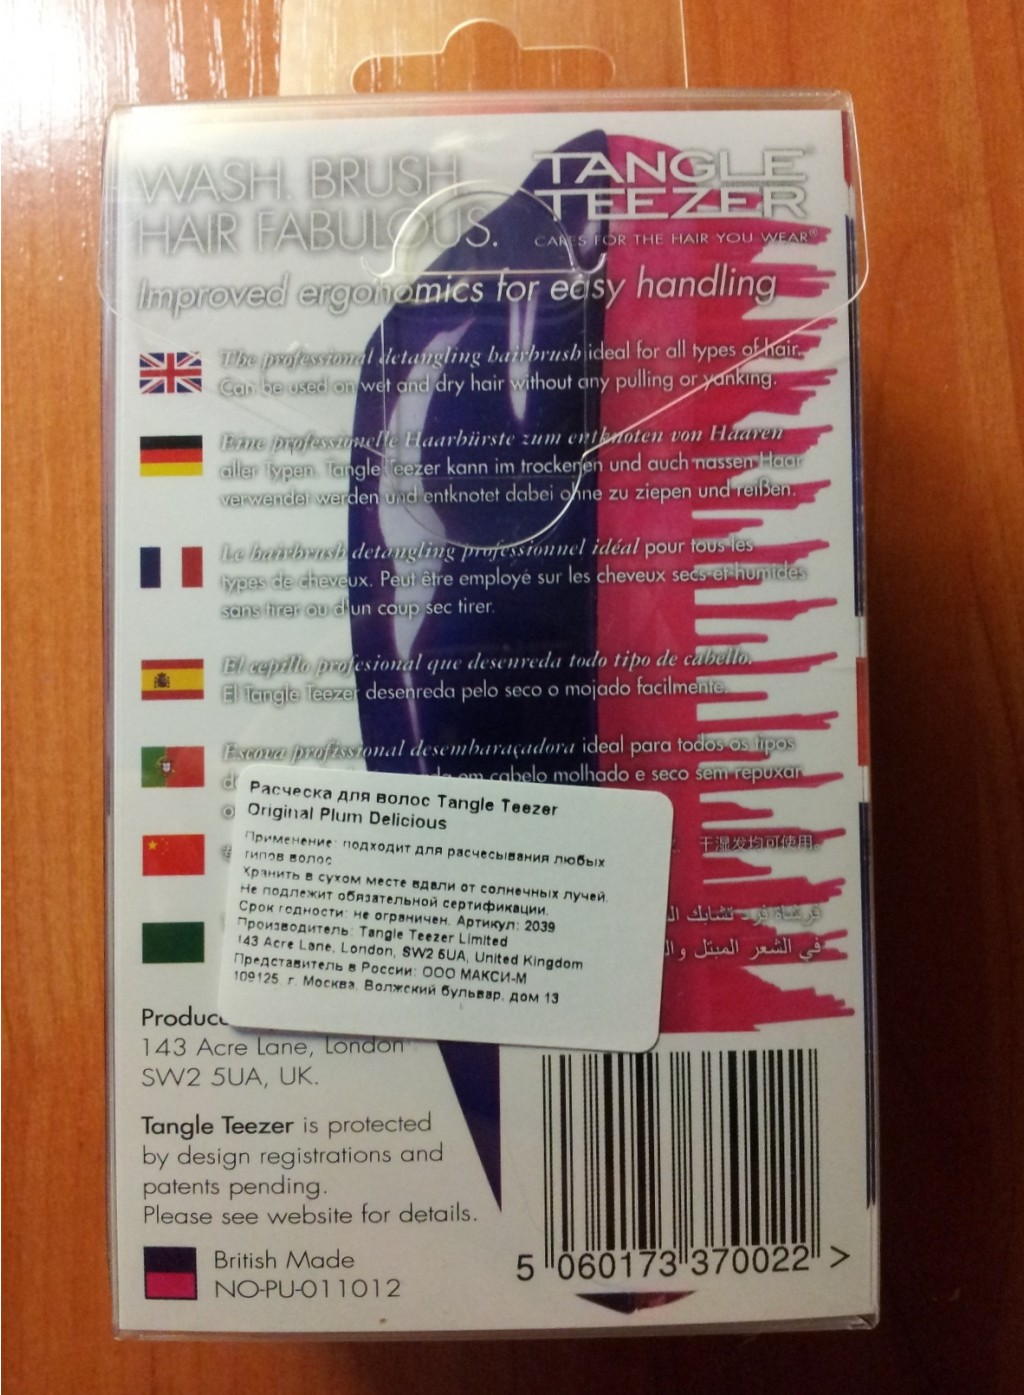 WASH. BRUSH.
HAIR FABULOUS.
TANGLE
TEEZER®
CARES FOR THE HAIR YOU WEAR®
Improved ergonomics for easy handling
The professional detangling hairbrush ideal for all types of hair.
Can be used on wet and dry hair without any pulling or yanking.
Eine professionelle Haarbürste zum entknoten von Haaren
aller Typen. Tangle Teezer kann im trockenen und auch nassen Haar
verwendet werden und entknotet dabei ohne zu ziepen und reißen.
Le hairbrush detangling professionnel idéal pour tous les
types de cheveux. Peut être employé sur les cheveux secs et humides
sans tirer ou d'un coup sec tirer.
El cepillo profesional que desenreda todo tipo de cabello.
El Tangle Teezer desenreda pelo seco o mojado facilmente.
Escova profissional desembaraçadora ideal para todos os tipos
em cabelo molhado e seco sem repuxar
干湿发均可使用.
فرشاة فرد تشابك
في الشعر المبتل
Расческа для волос Tangle Teezer
Original Plum Delicious
Применение: подходит для расчесывания любых
типов волос
Хранить в сухом месте вдали от солнечных лучей.
Не подлежит обязательной сертификации.
Срок годности: не ограничен. Артикул: 2039
Производитель: Tangle Teezer Limited
143 Acre Lane, London, SW2 5UA, United Kingdom
Представитель в России: ООО МАКСИ-М
109125, г. Москва, Волжский бульвар, дом 13
143 Acre Lane, London
SW2 5UA, UK.
Tangle Teezer is protected
by design registrations and
patents pending.
Please see website for details.
British Made
NO-PU-011012
5 060173 370022 >